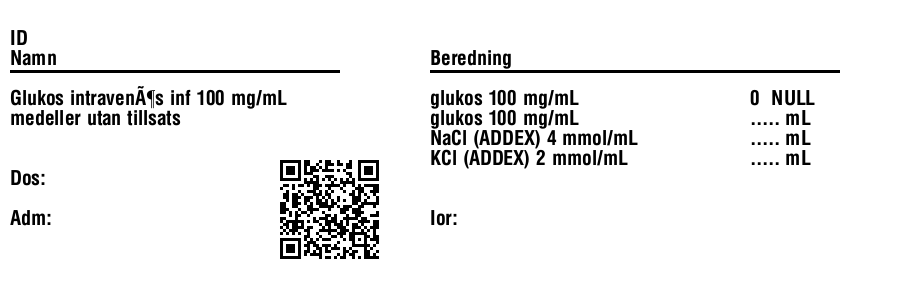 ID
Namn
Glukos intravenÃ¶s inf 100 mg/mL
medeller utan tillsats
Dos:
Adm:
Beredning
glukos 100 mg/mL 0 NULL
glukos 100 mg/mL ..... mL
NaCl (ADDEX) 4 mmol/mL ..... mL
KCl (ADDEX) 2 mmol/mL ..... mL
Ior: